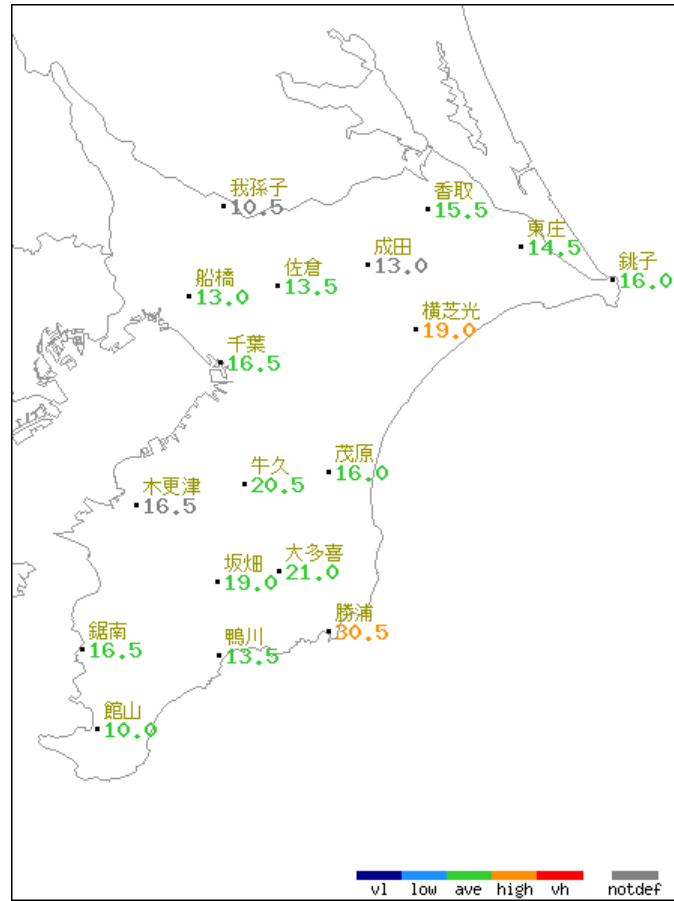 我孫子
10.5
香取
15.5
東庄
14.5
成田
13.0
銚子
16.0
船橋
13.0
佐倉
13.5
横芝光
19.0
千葉
16.5
茂原
16.0
牛久
20.5
木更津
16.5
大多喜
21.0
坂畑
19.0
勝浦
30.5
鋸南
16.5
鴨川
13.5
館山
10.0
vl low ave high vh notdef